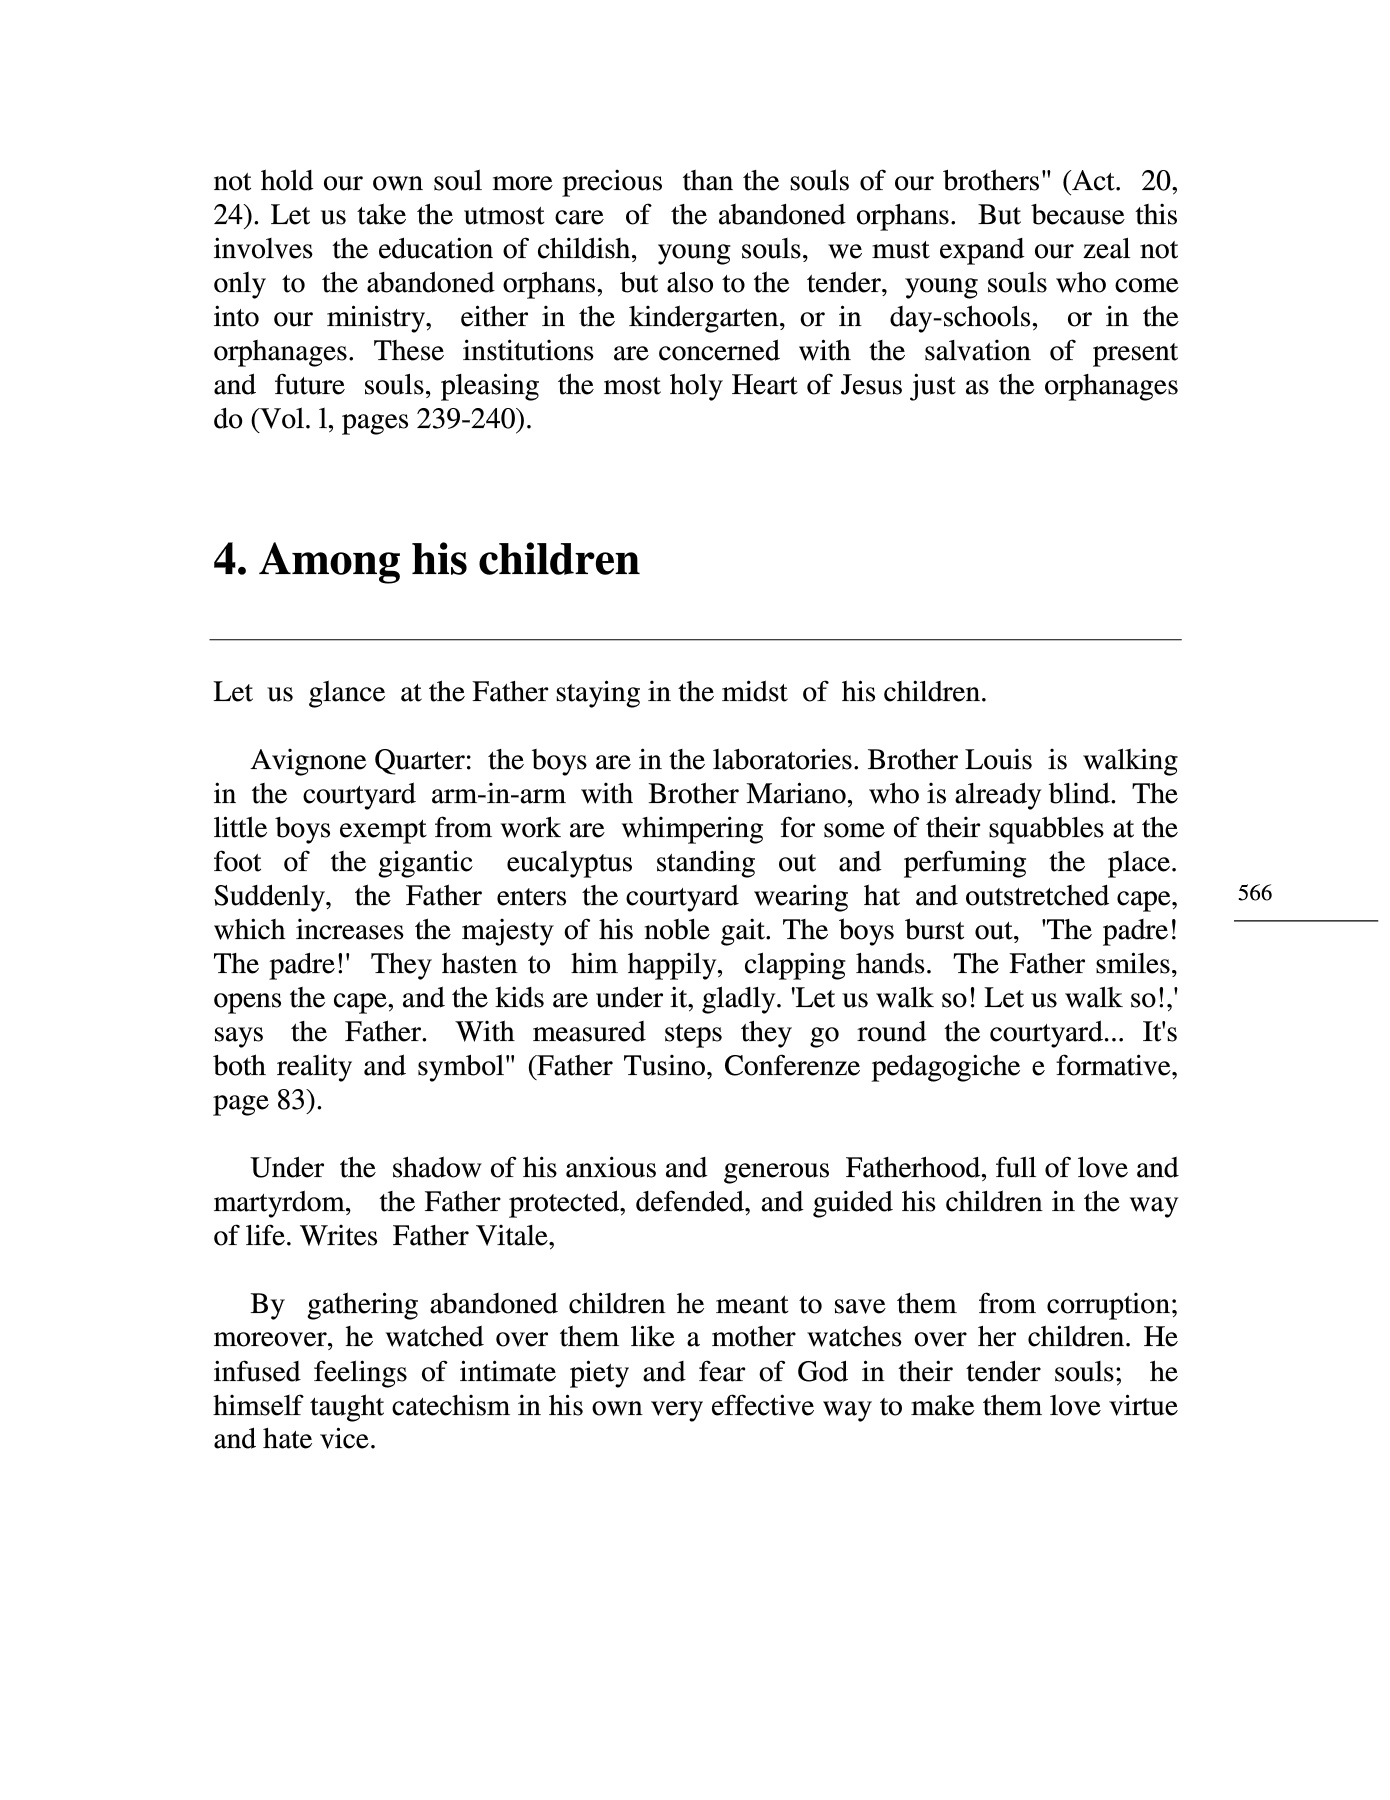 not hold our own soul more precious than the souls of our brothers" (Act. 20,
24). Let us take the utmost care of the abandoned orphans. But because this
involves the education of childish, young souls, we must expand our zeal not
only to the abandoned orphans, but also to the tender, young souls who come
into our ministry, either in the kindergarten, or in day-schools, or in the
orphanages. These institutions are concerned with the salvation of present
and future souls, pleasing the most holy Heart of Jesus just as the orphanages
do (Vol. l, pages 239-240).
4. Among his children
Let us glance at the Father staying in the midst of his children.
Avignone Quarter: the boys are in the laboratories. Brother Louis is walking
in the courtyard arm-in-arm with Brother Mariano, who is already blind. The
little boys exempt from work are whimpering for some of their squabbles at the
foot of the gigantic eucalyptus standing out and perfuming the place.
Suddenly, the Father enters the courtyard wearing hat and outstretched cape,
which increases the majesty of his noble gait. The boys burst out, 'The padre!
The padre!' They hasten to him happily, clapping hands. The Father smiles,
opens the cape, and the kids are under it, gladly. 'Let us walk so! Let us walk so!,'
says the Father. With measured steps they go round the courtyard... It's
both reality and symbol" (Father Tusino, Conferenze pedagogiche e formative,
page 83).
Under the shadow of his anxious and generous Fatherhood, full of love and
martyrdom, the Father protected, defended, and guided his children in the way
of life. Writes Father Vitale,
By gathering abandoned children he meant to save them from corruption;
moreover, he watched over them like a mother watches over her children. He
infused feelings of intimate piety and fear of God in their tender souls; he
himself taught catechism in his own very effective way to make them love virtue
and hate vice.
566